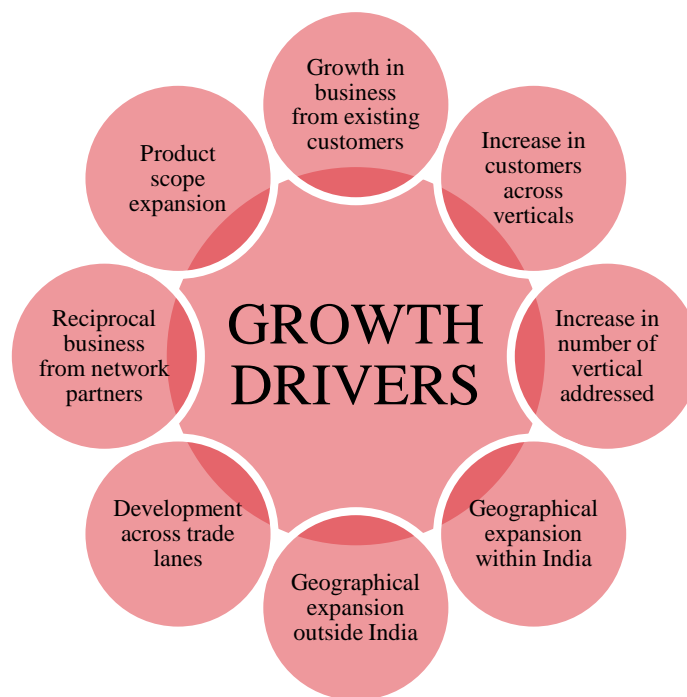 Growth in
business
from existing
customers
Increase in
customers
across
verticals
Increase in
number of
vertical
addressed
Geographical
expansion
within India
Geographical
expansion
outside India
Development
across trade
lanes
Reciprocal
business
from network
partners
Product
scope
expansion
GROWTH
DRIVERS